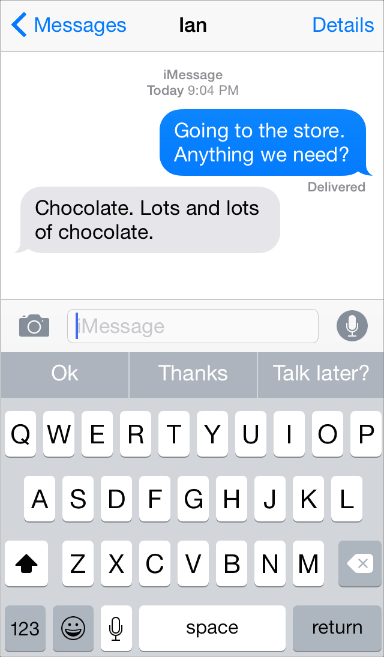 Messages Ian Details
iMessage
Today 9:04 PM
Going to the store.
Anything we need?
Delivered
Chocolate. Lots and lots
of chocolate.
iMessage
Ok Thanks Talk later?
Q W E R T Y U I O P
A S D F G H J K L
Z X C V B N M
123 space return